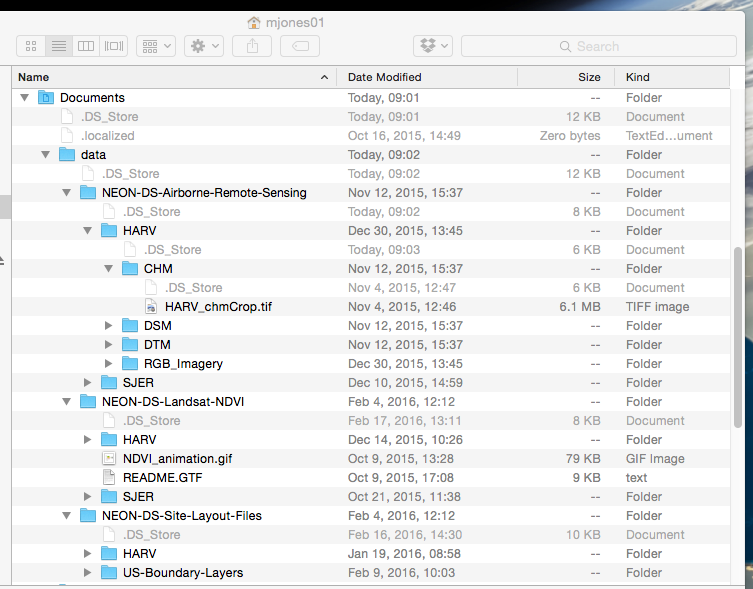 mjones01
Search
Name Date Modified Size Kind
Documents Today, 09:01 -- Folder
.DS_Store Today, 09:01 12 KB Document
.localized Oct 16, 2015, 14:49 Zero bytes TextEd...ument
data Today, 09:02 -- Folder
.DS_Store Today, 09:02 12 KB Document
NEON-DS-Airborne-Remote-Sensing Nov 12, 2015, 15:37 -- Folder
.DS_Store Today, 09:02 8 KB Document
HARV Dec 30, 2015, 13:45 -- Folder
.DS_Store Today, 09:03 6 KB Document
CHM Nov 12, 2015, 15:37 -- Folder
.DS_Store Nov 4, 2015, 12:47 6 KB Document
HARV_chmCrop.tif Nov 4, 2015, 12:46 6.1 MB TIFF image
DSM Nov 12, 2015, 15:37 -- Folder
DTM Nov 12, 2015, 15:37 -- Folder
RGB_Imagery Dec 30, 2015, 13:45 -- Folder
SJER Dec 10, 2015, 14:59 -- Folder
NEON-DS-Landsat-NDVI Feb 4, 2016, 12:12 -- Folder
.DS_Store Feb 17, 2016, 13:11 8 KB Document
HARV Dec 14, 2015, 10:26 -- Folder
NDVI_animation.gif Oct 9, 2015, 13:28 79 KB GIF Image
README.GTF Oct 9, 2015, 17:08 9 KB text
SJER Oct 21, 2015, 11:38 -- Folder
NEON-DS-Site-Layout-Files Feb 4, 2016, 12:12 -- Folder
.DS_Store Feb 16, 2016, 14:30 10 KB Document
HARV Jan 19, 2016, 08:58 -- Folder
US-Boundary-Layers Feb 9, 2016, 10:03 -- Folder